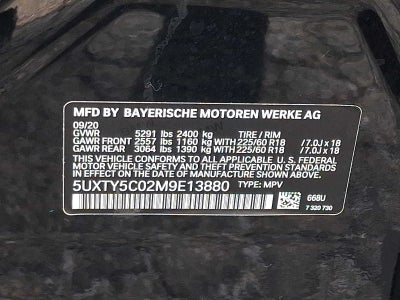 MFD BY BAYERISCHE MOTOREN WERKE AG
09/20
GVWR 5291 lbs 2400 kg TIRE / RIM
GAWR FRONT 2557 lbs 1160 kg WITH 225/60 R18 / 7.0J x 18
GAWR REAR 3064 lbs 1390 kg WITH 225/60 R18 / 7.0J x 18
THIS VEHICLE CONFORMS TO ALL APPLICABLE U. S. FEDERAL
MOTOR VEHICLE SAFETY, BUMPER, AND THEFT PREVENTION
STANDARDS IN EFFECT ON THE DATE OF MANUFACTURE SHOWN ABOVE.
5UXTY5C02M9E13880 TYPE: MPV
668U
7 320 730